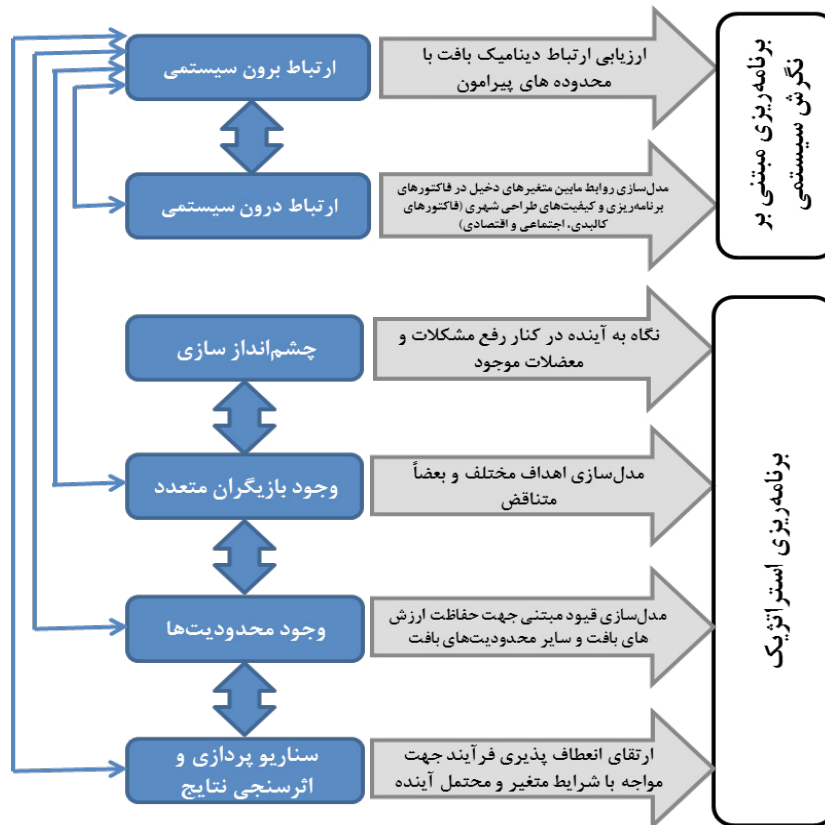 ارتباط برون سیستمی
ارزیابی ارتباط دینامیک بافت با
محدوده های پیرامون
برنامه‌ریزی مبتنی بر
نگرش سیستمی
ارتباط درون سیستمی
مدل‌سازی روابط مابین متغیرهای دخیل در فاکتورهای
برنامه‌ریزی و کیفیت‌های طراحی شهری (فاکتورهای
کالبدی، اجتماعی و اقتصادی)
چشم‌انداز سازی
نگاه به آینده در کنار رفع مشکلات و
معضلات موجود
برنامه‌ریزی استراتژیک
وجود بازیگران متعدد
مدل‌سازی اهداف مختلف و بعضاً
متناقض
وجود محدودیت‌ها
مدل‌سازی قیود مبتنی جهت حفاظت ارزش
های بافت و سایر محدودیت‌های بافت
سناریو پردازی و
اثرسنجی نتایج
ارتقای انعطاف پذیری فرآیند جهت
مواجه با شرایط متغیر و محتمل آینده